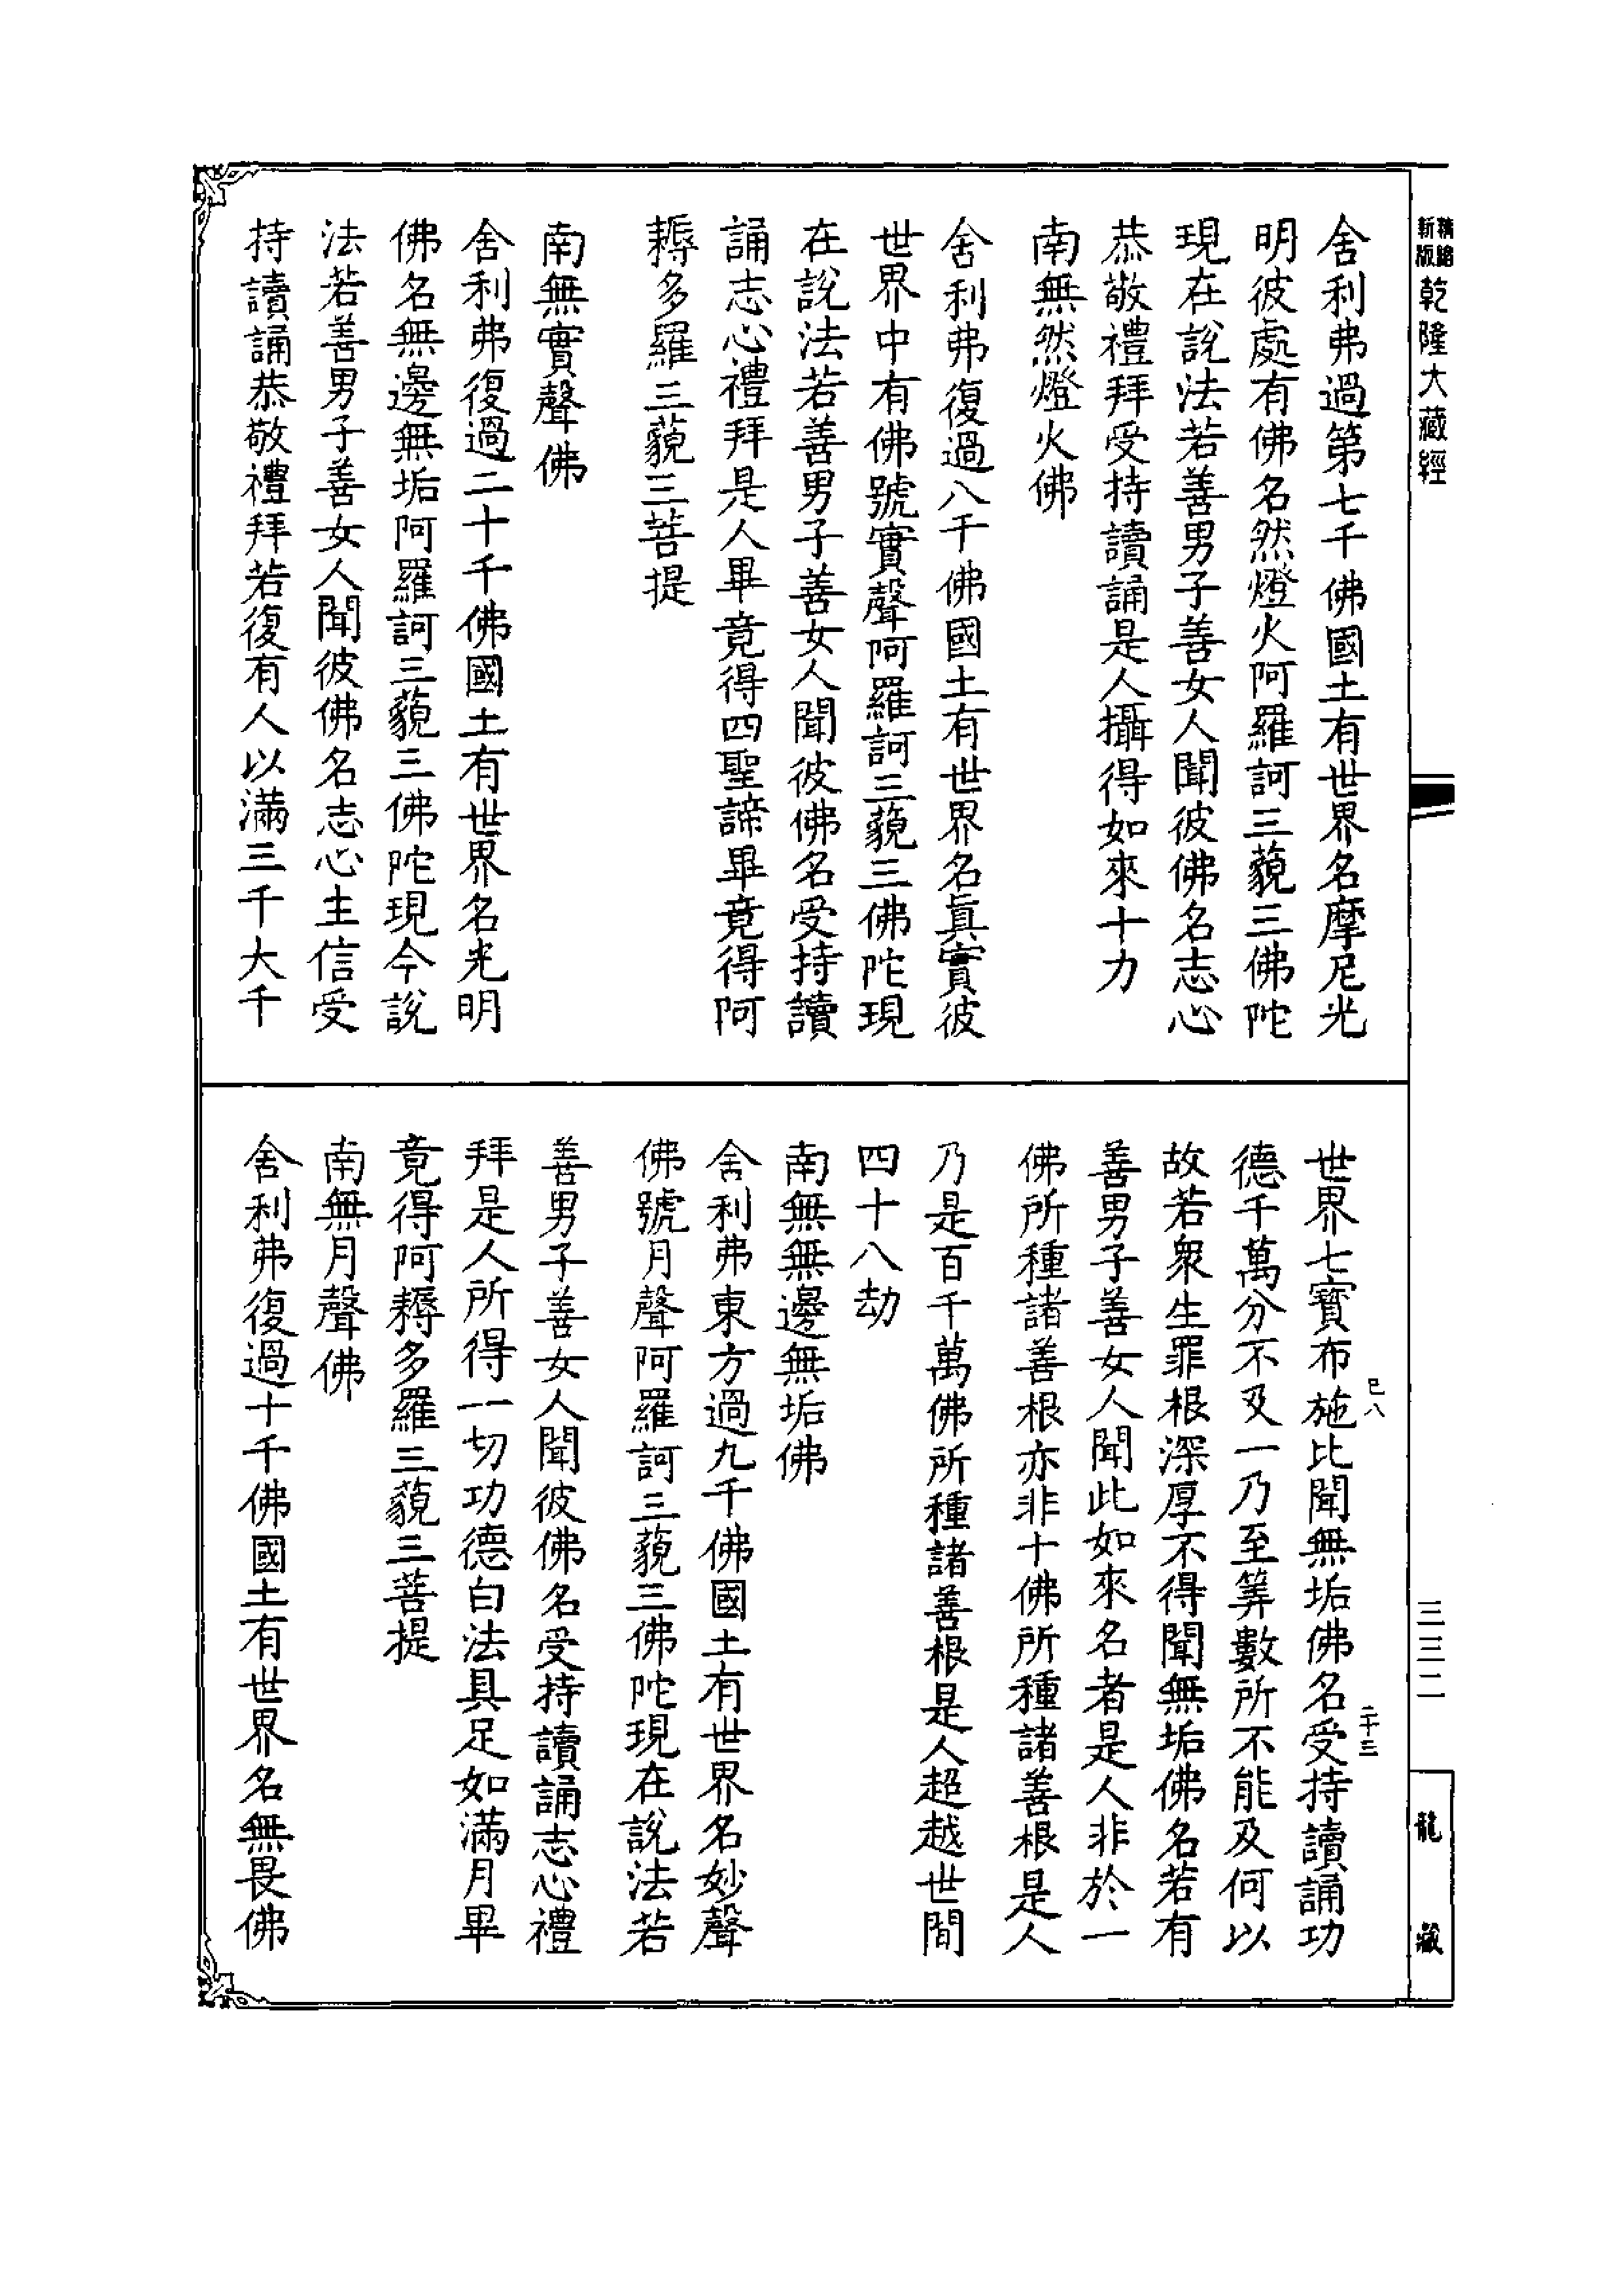 舍利弗過第七千佛國土有世界名摩尼光
明彼處有佛名然燈火阿羅訶三藐三佛陀
現在說法若善男子善女人聞彼佛名志心
恭敬禮拜受持讀誦是人攝得如來十力
南無然燈火佛
舍利弗復過八千佛國土有世界名眞實彼
世界中有佛號實聲阿羅訶三藐三佛陀現
在說法若善男子善女人聞彼佛名受持讀
誦志心禮拜是人畢竟得四聖諦畢竟得阿
耨多羅三藐三菩提
南無實聲佛
舍利弗復過二十千佛國土有世界名光明
佛名無邊無垢阿羅訶三藐三佛陀現今說
法若善男子善女人聞彼佛名志心主信受
持讀誦恭敬禮拜若復有人以滿三千大千
世界七寶布施比聞無垢佛名受持讀誦功
德千萬分不及一乃至筭數所不能及何以
故若衆生罪根深厚不得聞無垢佛名若有
善男子善女人聞此如來名者是人非於一
佛所種諸善根亦非十佛所種諸善根是人
乃是百千萬佛所種諸善根是人超越世間
四十八劫
南無無邊無垢佛
舍利弗東方過九千佛國土有世界名妙聲
佛號月聲阿羅訶三藐三佛陀現在說法若
善男子善女人聞彼佛名受持讀誦志心禮
拜是人所得一切功德白法具足如滿月畢
竟得阿耨多羅三藐三菩提
南無月聲佛
舍利弗復過十千佛國土有世界名無畏佛
新版乾隆大藏經
已八
二十三
三三二
龍藏